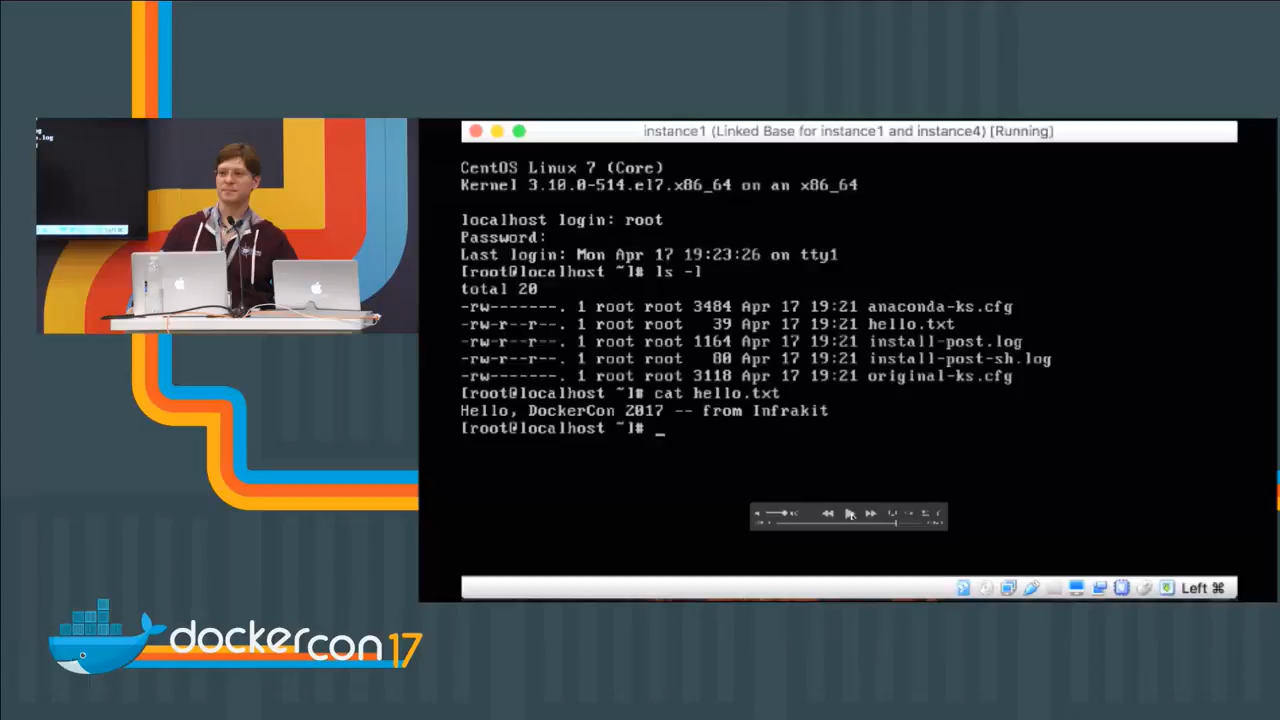 instance1 (Linked Base for instance1 and instance4) [Running]
CentOS Linux 7 (Core)
Kernel 3.10.0-514.el7.x86_64 on an x86_64
localhost login: root
Password:
Last login: Mon Apr 17 19:23:26 on tty1
[root@localhost ~]# ls -l
total 20
-rw-------. 1 root root 3484 Apr 17 19:21 anaconda-ks.cfg
-rw-r--r--. 1 root root   39 Apr 17 19:21 hello.txt
-rw-r--r--. 1 root root 1164 Apr 17 19:21 install-post.log
-rw-r--r--. 1 root root   80 Apr 17 19:21 install-post-sh.log
-rw-------. 1 root root 3118 Apr 17 19:21 original-ks.cfg
[root@localhost ~]# cat hello.txt
Hello, DockerCon 2017 -- from Infrakit
[root@localhost ~]# _
Left ⌘
dockercon 17